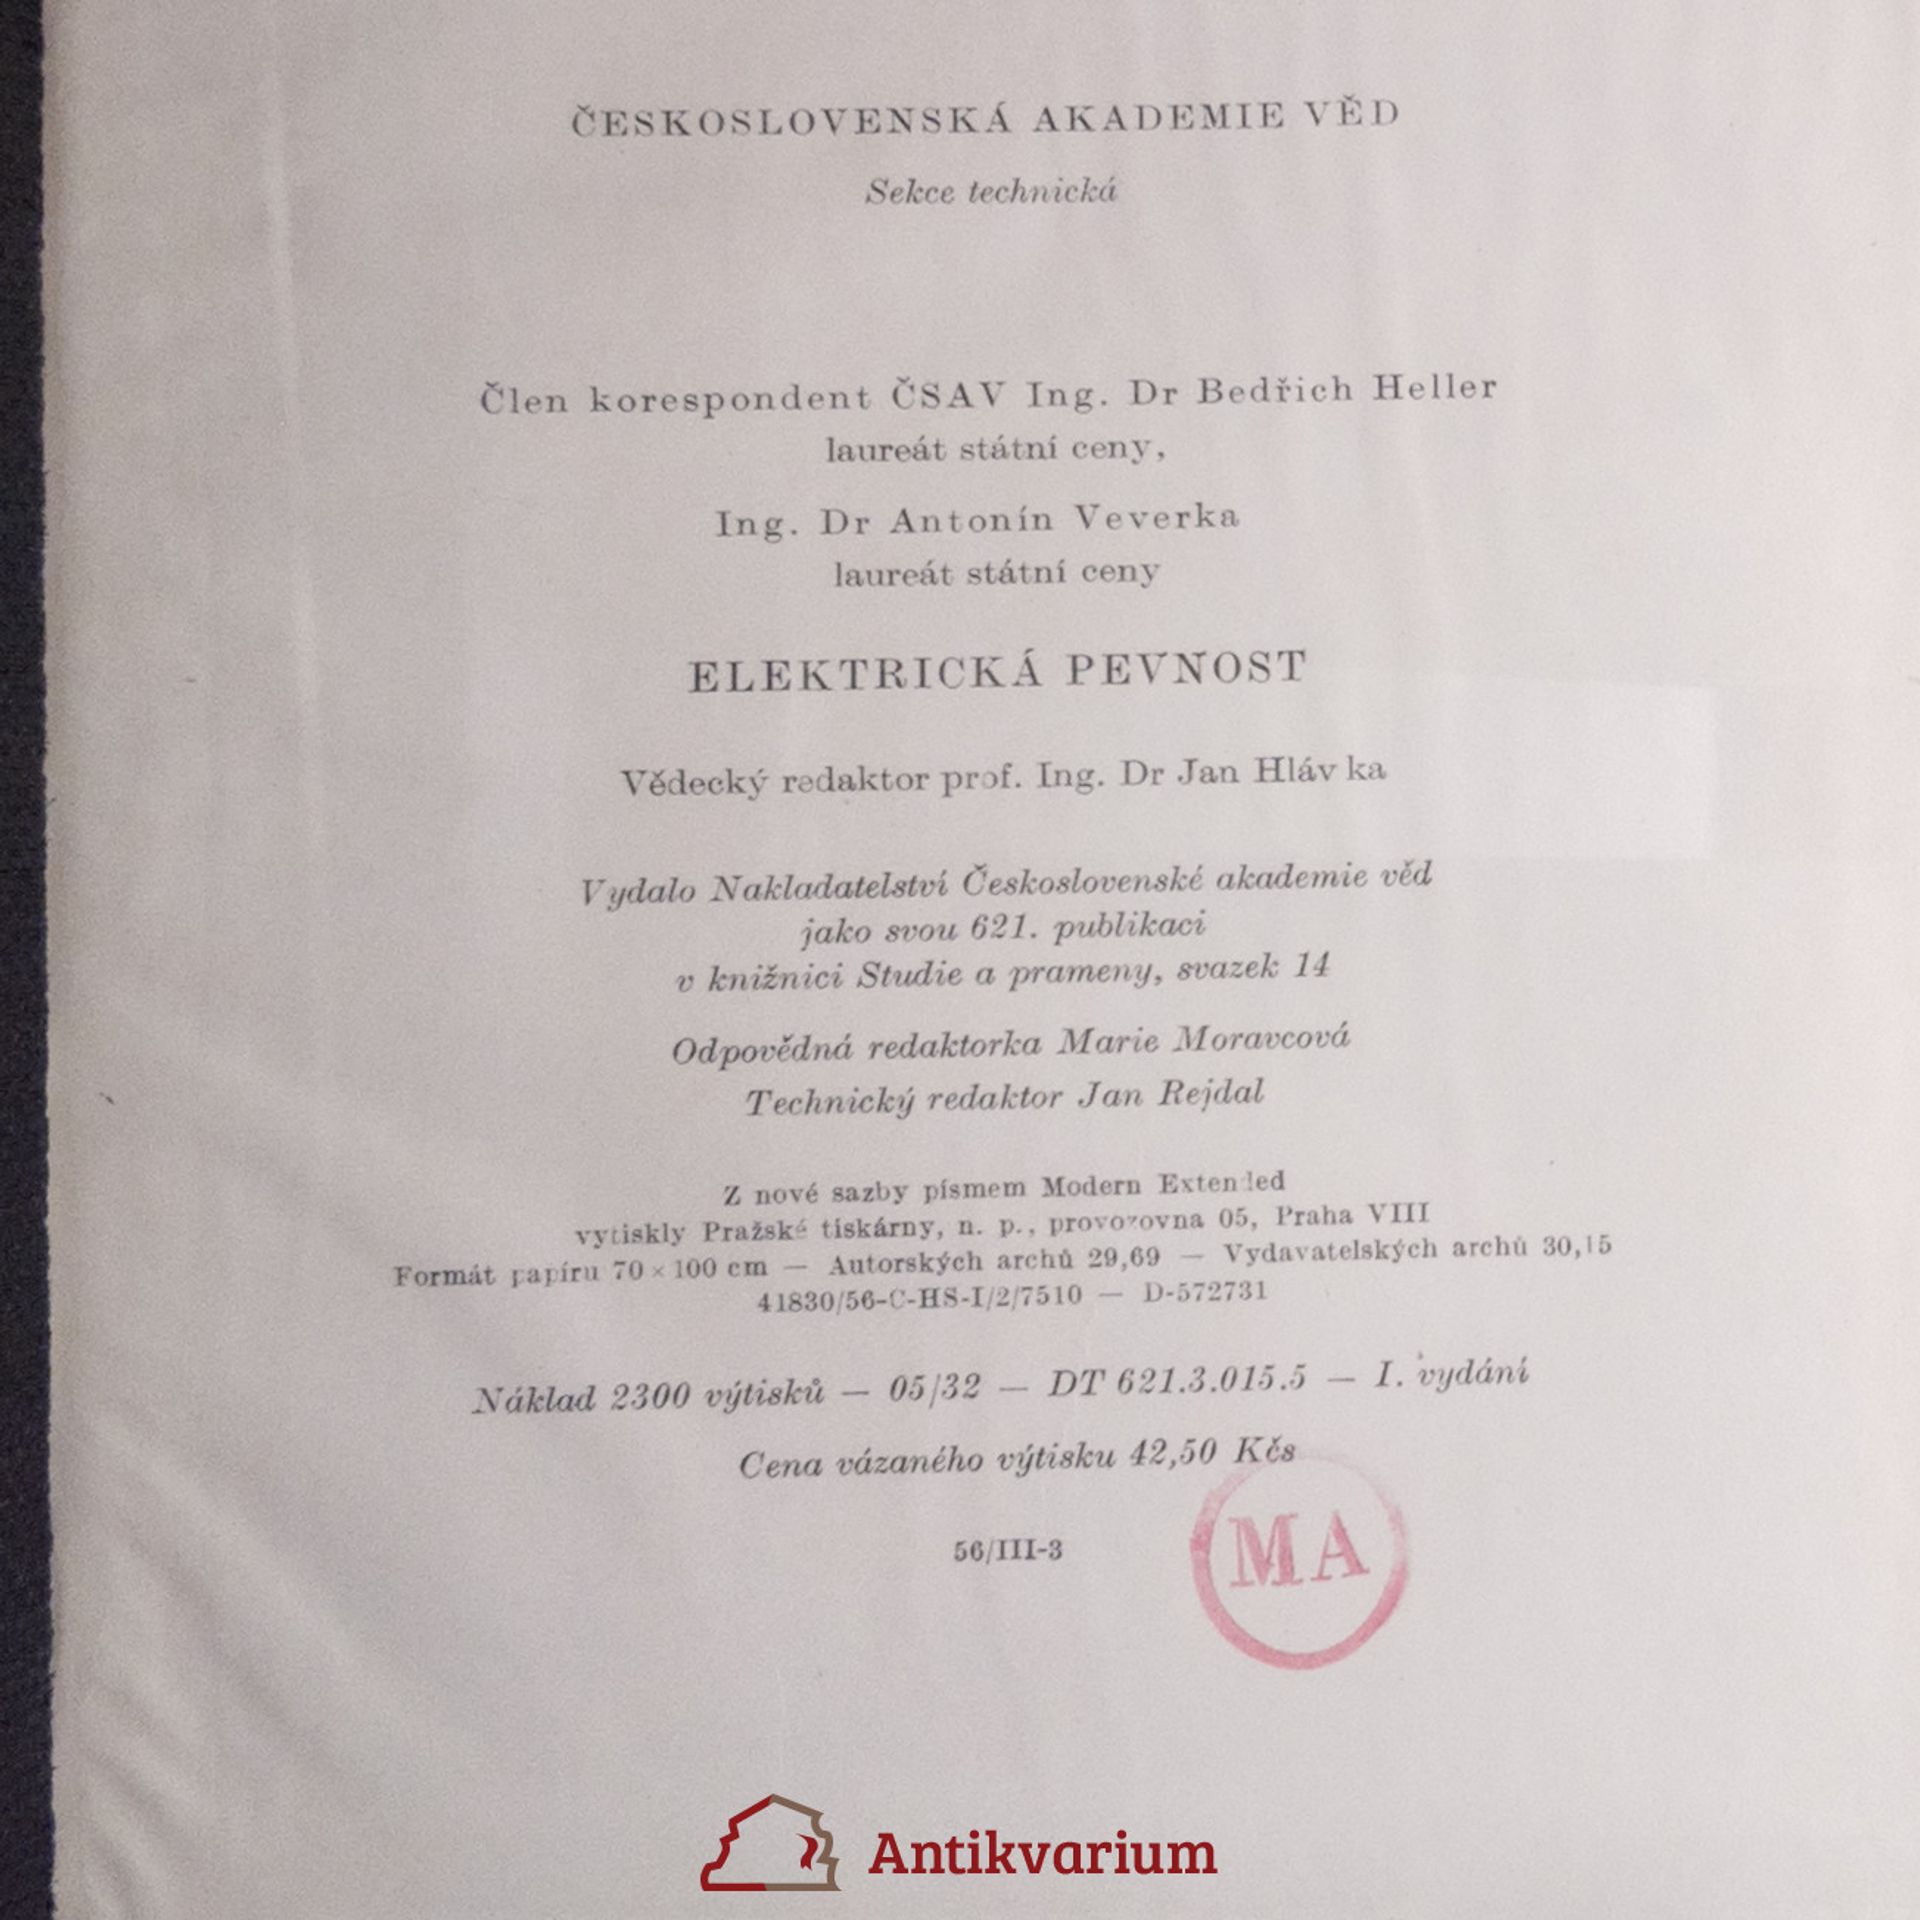 ČESKOSLOVENSKÁ AKADEMIE VĚD
Sekce technická
Člen korespondent ČSAV Ing. Dr Bedřich Heller
laureát státní ceny,
Ing. Dr Antonín Veverka
laureát státní ceny
ELEKTRICKÁ PEVNOST
Vědecký redaktor prof. Ing. Dr Jan Hlávka
Vydalo Nakladatelství Československé akademie věd
jako svou 621. publikaci
v knižnici Studie a prameny, svazek 14
Odpovědná redaktorka Marie Moravcová
Technický redaktor Jan Rejdal
Z nové sazby písmem Modern Extended
vytiskly Pražské tiskárny, n. p., provozovna 05, Praha VIII
Formát papíru 70 × 100 cm — Autorských archů 29,69 — Vydavatelských archů 30,15
41830/56-C-HS-I/2/7510 — D-572731
Náklad 2300 výtisků — 05/32 — DT 621.3.015.5 — I. vydání
Cena vázaného výtisku 42,50 Kčs
56/III-3
MA
Antikvarium